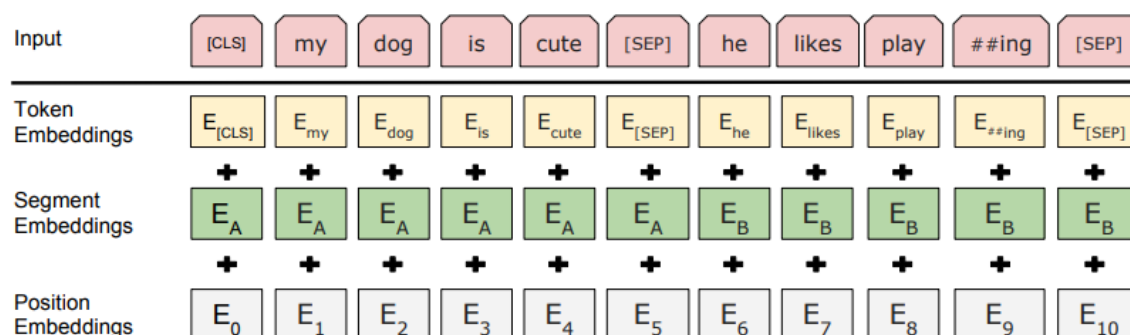 Input [CLS] my dog is cute [SEP] he likes play ##ing [SEP]
Token
Embeddings E[CLS] Emy Edog Eis Ecute E[SEP] Ehe Elikes Eplay E##ing E[SEP]
+ + + + + + + + + + +
Segment
Embeddings EA EA EA EA EA EA EB EB EB EB EB
+ + + + + + + + + + +
Position
Embeddings E0 E1 E2 E3 E4 E5 E6 E7 E8 E9 E10